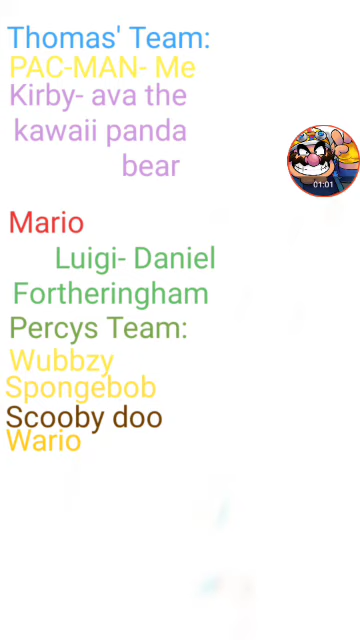 Thomas' Team:
PAC-MAN- Me
Kirby- ava the
kawaii panda
bear
01:01
Mario
Luigi- Daniel
Fortheringham
Percys Team:
Wubbzy
Spongebob
Scooby doo
Wario